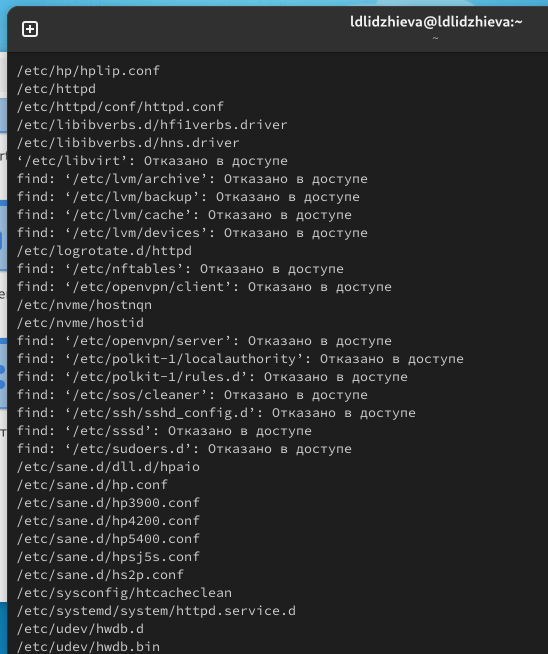 ldlidzhieva@ldlidzhieva:~
~
/etc/hp/hplip.conf
/etc/httpd
/etc/httpd/conf/httpd.conf
/etc/libibverbs.d/hfi1verbs.driver
/etc/libibverbs.d/hns.driver
‘/etc/libvirt’: Отказано в доступе
find: ‘/etc/lvm/archive’: Отказано в доступе
find: ‘/etc/lvm/backup’: Отказано в доступе
find: ‘/etc/lvm/cache’: Отказано в доступе
find: ‘/etc/lvm/devices’: Отказано в доступе
/etc/logrotate.d/httpd
find: ‘/etc/nftables’: Отказано в доступе
find: ‘/etc/openvpn/client’: Отказано в доступе
/etc/nvme/hostnqn
/etc/nvme/hostid
find: ‘/etc/openvpn/server’: Отказано в доступе
find: ‘/etc/polkit-1/localauthority’: Отказано в доступе
find: ‘/etc/polkit-1/rules.d’: Отказано в доступе
find: ‘/etc/sos/cleaner’: Отказано в доступе
find: ‘/etc/ssh/sshd_config.d’: Отказано в доступе
find: ‘/etc/sssd’: Отказано в доступе
find: ‘/etc/sudoers.d’: Отказано в доступе
/etc/sane.d/dll.d/hpaio
/etc/sane.d/hp.conf
/etc/sane.d/hp3900.conf
/etc/sane.d/hp4200.conf
/etc/sane.d/hp5400.conf
/etc/sane.d/hpsj5s.conf
/etc/sane.d/hs2p.conf
/etc/sysconfig/htcacheclean
/etc/systemd/system/httpd.service.d
/etc/udev/hwdb.d
/etc/udev/hwdb.bin